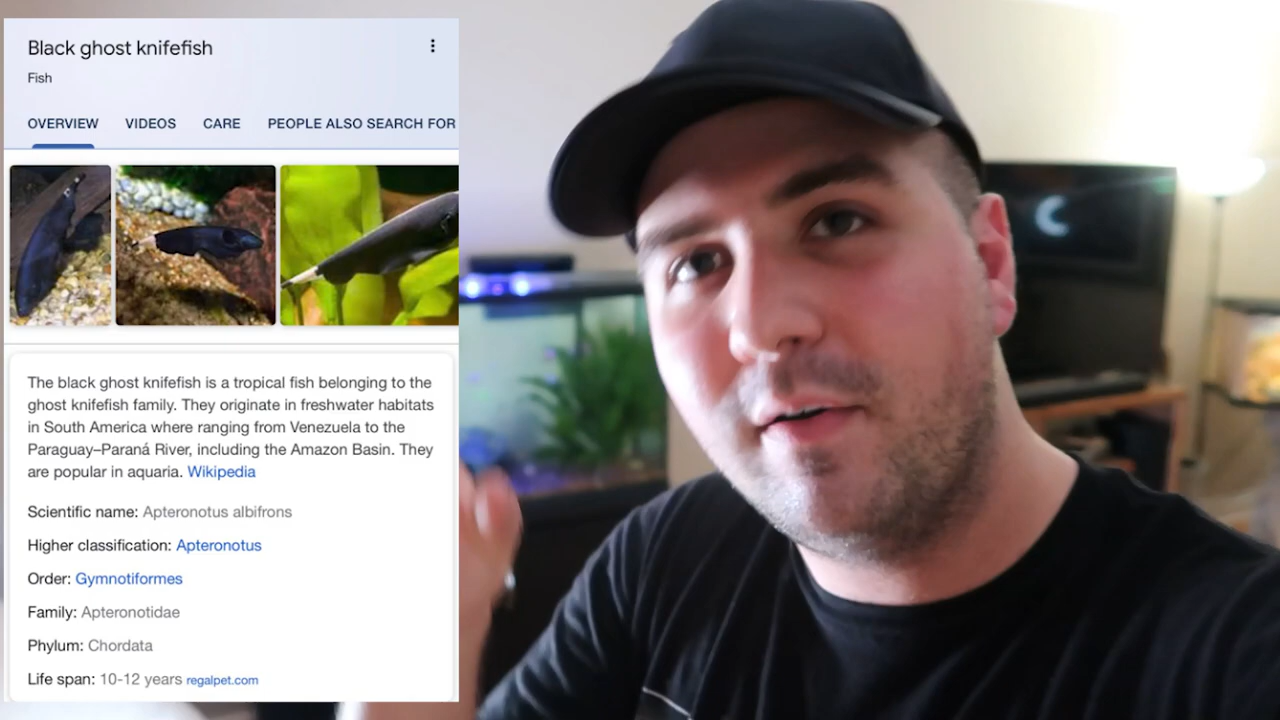 Black ghost knifefish
Fish
OVERVIEW VIDEOS CARE PEOPLE ALSO SEARCH FOR
The black ghost knifefish is a tropical fish belonging to the
ghost knifefish family. They originate in freshwater habitats
in South America where ranging from Venezuela to the
Paraguay–Paraná River, including the Amazon Basin. They
are popular in aquaria. Wikipedia
Scientific name: Apteronotus albifrons
Higher classification: Apteronotus
Order: Gymnotiformes
Family: Apteronotidae
Phylum: Chordata
Life span: 10-12 years regalpet.com